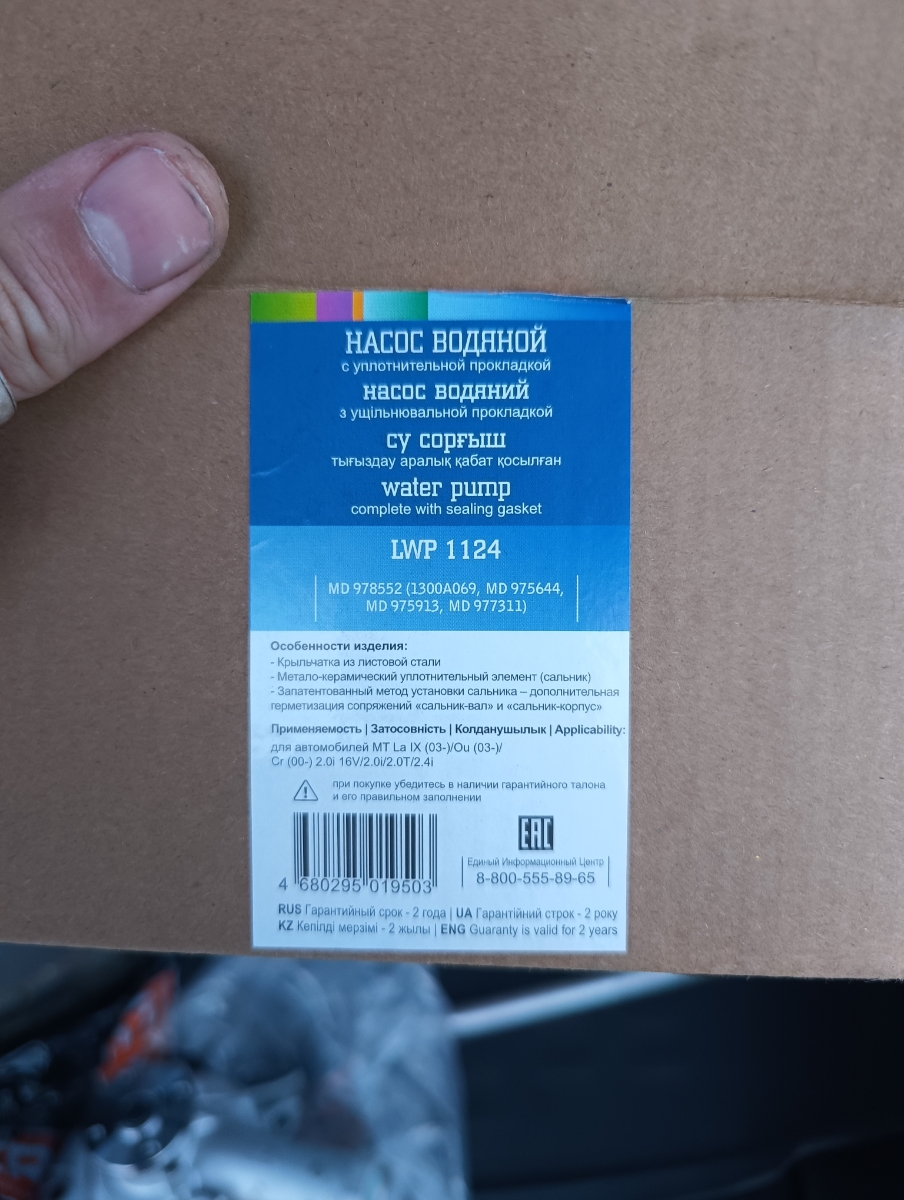 НАСОС ВОДЯНОЙ
с уплотнительной прокладкой
насос водяний
з ущільнювальной прокладкой
су сорғыш
тығыздау аралық қабат қосылған
water pump
complete with sealing gasket
LWP 1124
MD 978552 (1300A069, MD 975644,
MD 975913, MD 977311)
Особенности изделия:
- Крыльчатка из листовой стали
- Метало-керамический уплотнительный элемент (сальник)
- Запатентованный метод установки сальника – дополнительная
герметизация сопряжений «сальник-вал» и «сальник-корпус»
Применяемость | Затосовність | Колданушылык | Applicability:
для автомобилей MT La IX (03-)/Ou (03-)/
Cr (00-) 2.0i 16V/2.0i/2.0T/2.4i
при покупке убедитесь в наличии гарантийного талона
и его правильном заполнении
EAC
Единый Информационный Центр
8-800-555-89-65
4 680295 019503
RUS Гарантийный срок - 2 года | UA Гарантійний строк - 2 року
KZ Кепілді мерзімі - 2 жылы | ENG Guaranty is valid for 2 years